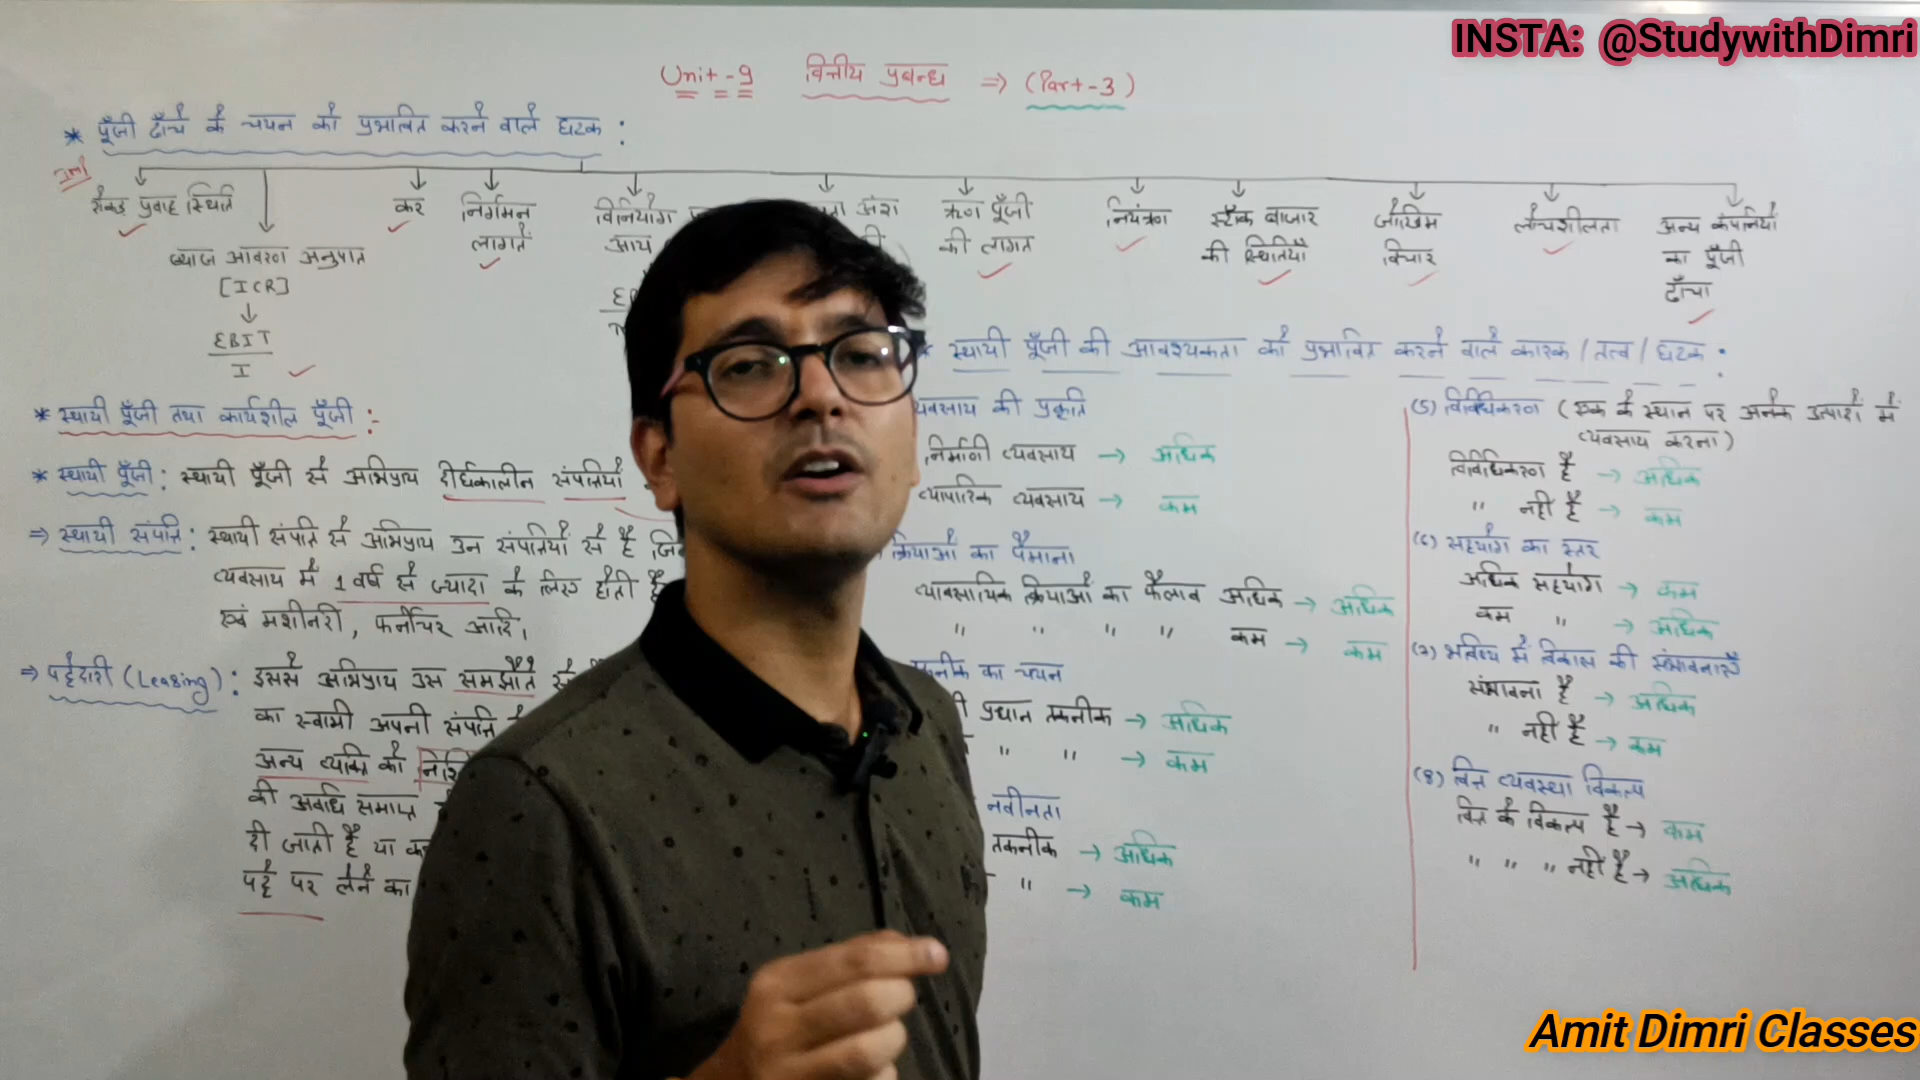 INSTA: @StudywithDimri
Unit-9 वित्तीय प्रबन्ध ⇒ (Part-3)
* पूँजी ढाँचे के चयन को प्रभावित करने वाले घटक :
Imp
रोकड़ प्रवाह स्थिति
ब्याज आवरण अनुपात
[ICR]
EBIT
I
कर
निर्गमन
लागतें
विनियोग
आय
अंश
की
ऋण पूँजी
की लागत
नियंत्रण
स्टॉक बाजार
की स्थितियाँ
जोखिम
विचार
लोचशीलता
अन्य कंपनियों
का पूँजी
ढाँचा
* स्थायी पूँजी तथा कार्यशील पूँजी :-
* स्थायी पूँजी : स्थायी पूँजी से अभिप्राय दीर्घकालीन संपत्तियों
⇒ स्थायी संपत्ति : स्थायी संपत्ति से अभिप्राय उन संपत्तियों से है
व्यवसाय में 1 वर्ष से ज्यादा के लिए होती है
एवं मशीनरी, फर्नीचर आदि,
⇒ पट्टेदारी (Leasing) : इससे अभिप्राय उस समझौते से
का स्वामी अपनी संपत्ति
अन्य व्यक्ति को
की अवधि समाप्त
दी जाती है या
पट्टे पर लेने का
* स्थायी पूँजी की आवश्यकता को प्रभावित करने वाले कारक / तत्व / घटक :
व्यवसाय की प्रकृति
निर्माणी व्यवसाय → अधिक
व्यापारिक व्यवसाय → कम
क्रियाओं का पैमाना
व्यावसायिक क्रियाओं का फैलाव अधिक → अधिक
" " " " कम → कम
का चयन
प्रधान तकनीक → अधिक
" " → कम
नवीनता
तकनीक → अधिक
" → कम
(5) विविधिकरण (एक के स्थान पर अनेक उत्पादों में
व्यवसाय करना)
विविधिकरण है → अधिक
" नहीं है → कम
(6) सहयोग का स्तर
अधिक सहयोग → कम
कम " → अधिक
(7) भविष्य में विकास की संभावनाएँ
संभावना है → अधिक
" नहीं है → कम
(8) वित्त व्यवस्था विकल्प
वित्त के विकल्प है → कम
" " " नहीं है → अधिक
Amit Dimri Classes